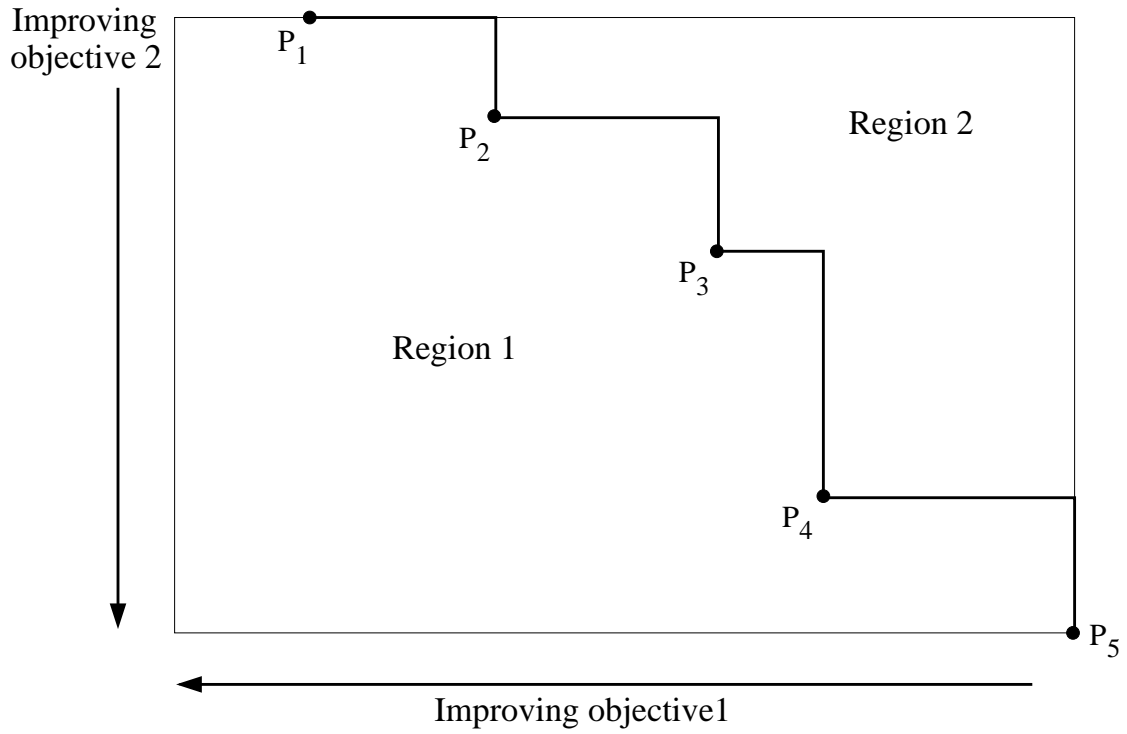 Improving
objective 2
P1
P2
Region 2
P3
Region 1
P4
P5
Improving objective1